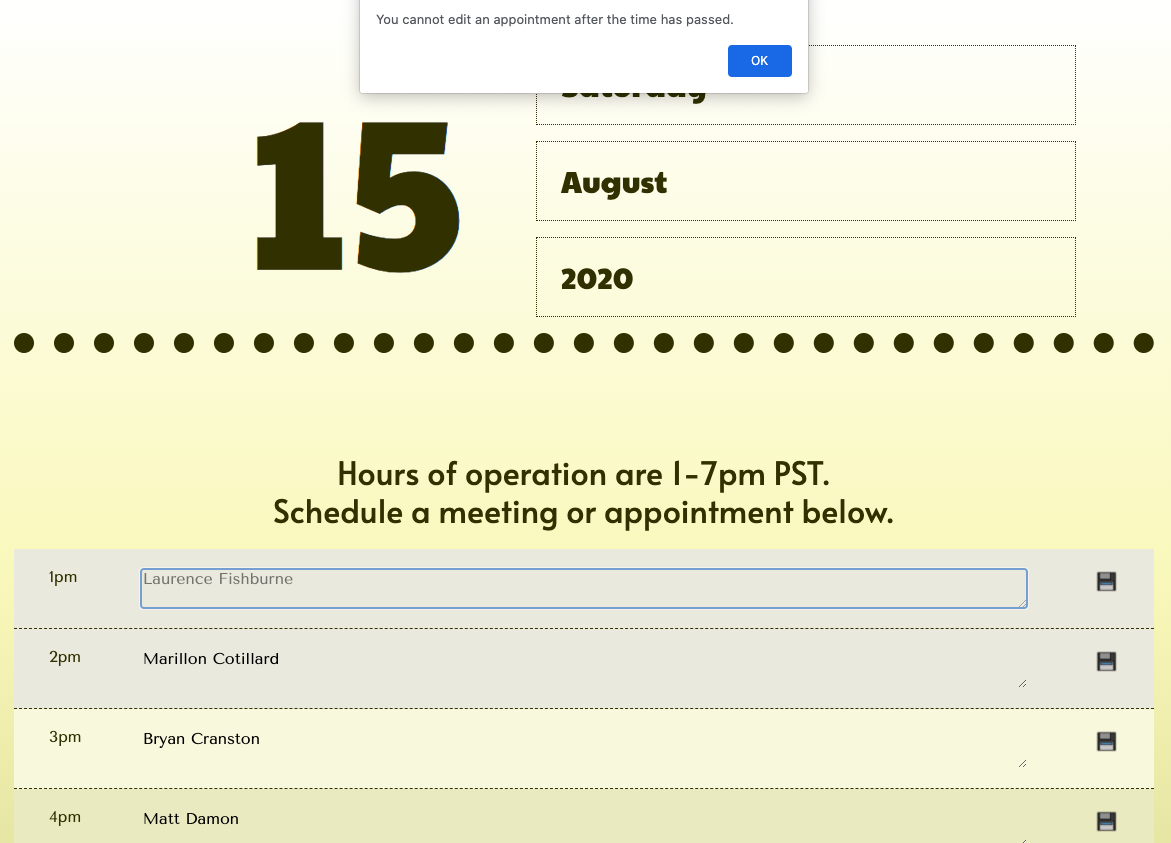 You cannot edit an appointment after the time has passed.
OK
Saturday
15
August
2020
Hours of operation are 1-7pm PST.
Schedule a meeting or appointment below.
1pm
Laurence Fishburne
2pm
Marillon Cotillard
3pm
Bryan Cranston
4pm
Matt Damon